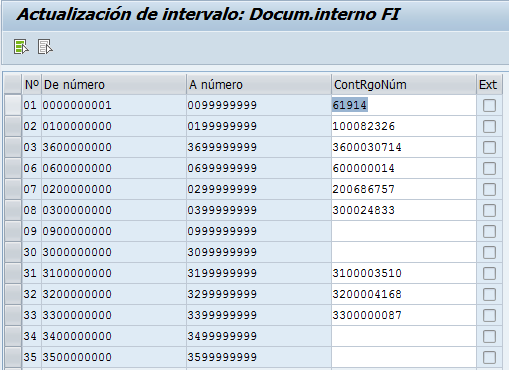 Actualización de intervalo: Docum.interno FI
Nº De número A número ContRgoNúm Ext
01 0000000001 0099999999 61914
02 0100000000 0199999999 100082326
03 3600000000 3699999999 3600030714
06 0600000000 0699999999 600000014
07 0200000000 0299999999 200686757
08 0300000000 0399999999 300024833
09 0900000000 0999999999
30 3000000000 3099999999
31 3100000000 3199999999 3100003510
32 3200000000 3299999999 3200004168
33 3300000000 3399999999 3300000087
34 3400000000 3499999999
35 3500000000 3599999999